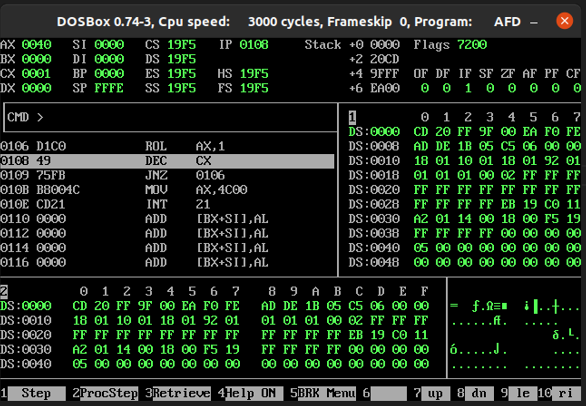 DOSBox 0.74-3, Cpu speed: 3000 cycles, Frameskip 0, Program: AFD
AX 0040 SI 0000 CS 19F5 IP 0108 Stack +0 0000 Flags 7200
BX 0000 DI 0000 DS 19F5 +2 20CD
CX 0001 BP 0000 ES 19F5 HS 19F5 +4 9FFF OF DF IF SF ZF AF PF CF
DX 0000 SP FFFE SS 19F5 FS 19F5 +6 EA00 0 0 1 0 0 0 0 0
CMD >
0106 D1C0 ROL AX,1
0108 49 DEC CX
0109 75FB JNZ 0106
010B B8004C MOV AX,4C00
010E CD21 INT 21
0110 0000 ADD [BX+SI],AL
0112 0000 ADD [BX+SI],AL
0114 0000 ADD [BX+SI],AL
0116 0000 ADD [BX+SI],AL
1 0 1 2 3 4 5 6 7
DS:0000 CD 20 FF 9F 00 EA F0 FE
DS:0008 AD DE 1B 05 C5 06 00 00
DS:0010 18 01 10 01 18 01 92 01
DS:0018 01 01 01 00 02 FF FF FF
DS:0020 FF FF FF FF FF FF FF FF
DS:0028 FF FF FF FF EB 19 C0 11
DS:0030 A2 01 14 00 18 00 F5 19
DS:0038 FF FF FF FF 00 00 00 00
DS:0040 05 00 00 00 00 00 00 00
DS:0048 00 00 00 00 00 00 00 00
2 0 1 2 3 4 5 6 7 8 9 A B C D E F
DS:0000 CD 20 FF 9F 00 EA F0 FE AD DE 1B 05 C5 06 00 00
DS:0010 18 01 10 01 18 01 92 01 01 01 01 00 02 FF FF FF
DS:0020 FF FF FF FF FF FF FF FF FF FF FF FF EB 19 C0 11
DS:0030 A2 01 14 00 18 00 F5 19 FF FF FF FF 00 00 00 00
DS:0040 05 00 00 00 00 00 00 00 00 00 00 00 00 00 00 00
1 Step 2 ProcStep 3 Retrieve 4 Help ON 5 BRK Menu 6 7 up 8 dn 9 le 10 ri